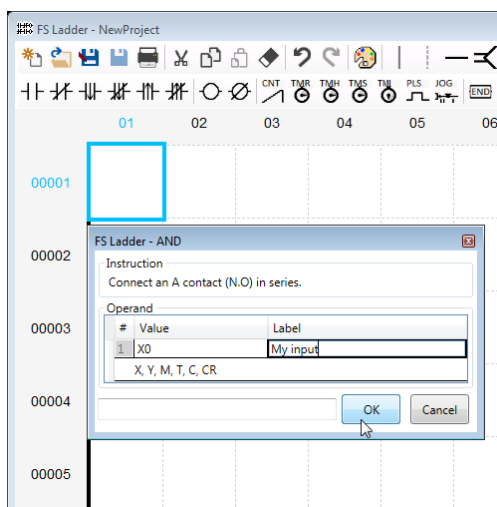 FS Ladder - NewProject
CNT TMR TMH TMS TMI PLS JOG
END
01 02 03 04 05 06
00001
00002
FS Ladder - AND
Instruction
Connect an A contact (N.O) in series.
Operand
# Value Label
1 X0 My input
X, Y, M, T, C, CR
OK Cancel
00003
00004
00005